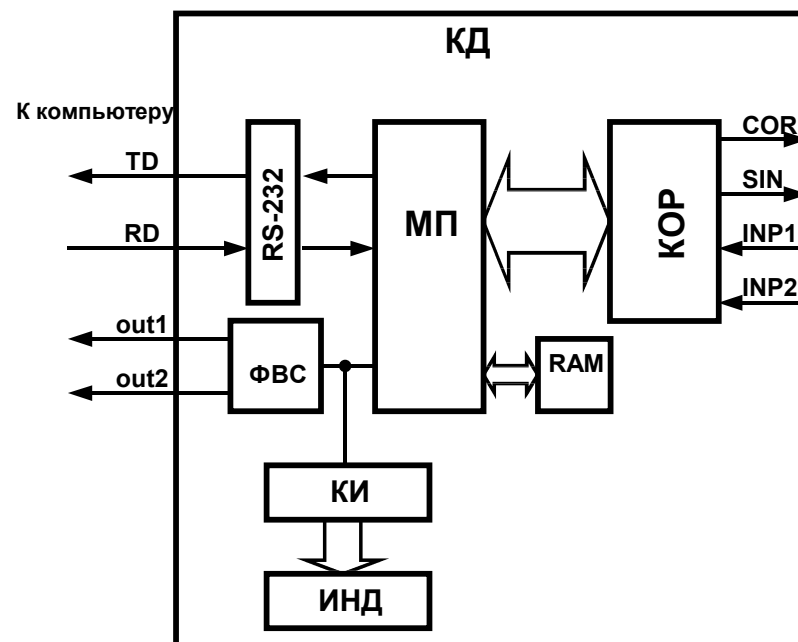 КД
К компьютеру
TD
RD
RS-232
МП
КОР
COR
SIN
INP1
INP2
out1
out2
ФВС
RAM
КИ
ИНД